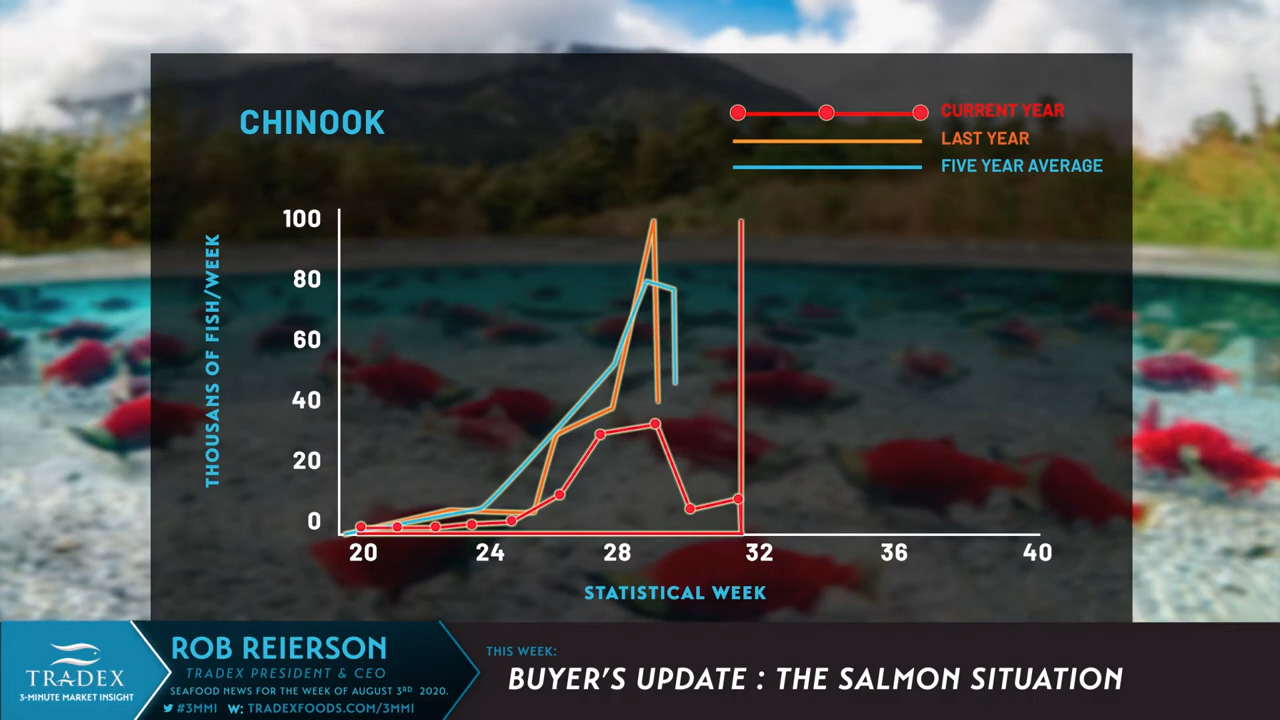 CHINOOK
CURRENT YEAR
LAST YEAR
FIVE YEAR AVERAGE
THOUSANS OF FISH/WEEK
100
80
60
40
20
0
20 24 28 32 36 40
STATISTICAL WEEK
TRADEX
3-MINUTE MARKET INSIGHT
ROB REIERSON
TRADEX PRESIDENT & CEO
SEAFOOD NEWS FOR THE WEEK OF AUGUST 3RD 2020.
#3MMI W: TRADEXFOODS.COM/3MMI
THIS WEEK:
BUYER'S UPDATE : THE SALMON SITUATION